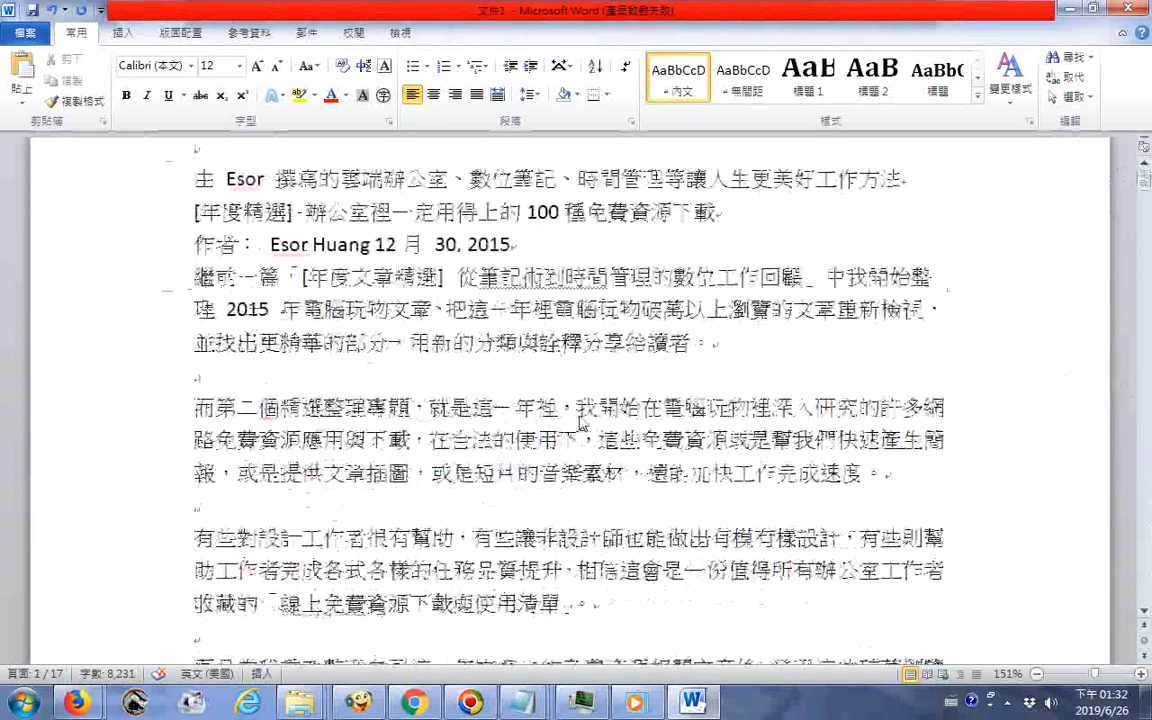 文件1 - Microsoft Word (產品啟動失敗)
檔案 常用 插入 版面配置 參考資料 郵件 校閱 檢視
貼上 剪下 複製 複製格式 剪貼簿
Calibri (本文) 12 字型
段落
AaBbCcD 內文 AaBbCcD 無間距 AaBb 標題 1 AaB 標題 2 AaBbC 標題 樣式
變更樣式
尋找 取代 選取 編輯
由 Esor 撰寫的雲端辦公室、數位筆記、時間管理等讓人生更美好工作方法
[年度精選] 辦公室裡一定用得上的 100 種免費資源下載
作者： Esor Huang 12 月 30, 2015
繼前一篇「[年度文章精選] 從筆記術到時間管理的數位工作回顧」中我開始整
理 2015 年電腦玩物文章、把這一年裡電腦玩物破萬以上瀏覽的文章重新檢視，
並找出更精華的部分，用新的分類與詮釋分享給讀者。
而第二個精選整理專題，就是這一年裡，我開始在電腦玩物裡深入研究的許多網
路免費資源應用與下載，在合法的使用下，這些免費資源或是幫我們快速產生簡
報，或是提供文章插圖，或是短片的音樂素材，還能加快工作完成速度。
有些對設計工作者很有幫助，有些讓非設計師也能做出有模有樣設計，有些則幫
助工作者完成各式各樣的任務品質提升，相信這會是一份值得所有辦公室工作者
收藏的「線上免費資源下載與使用清單」。
頁面: 1 / 17 字數: 8,231 英文 (美國) 插入 151%
下午 01:32
2019/6/26